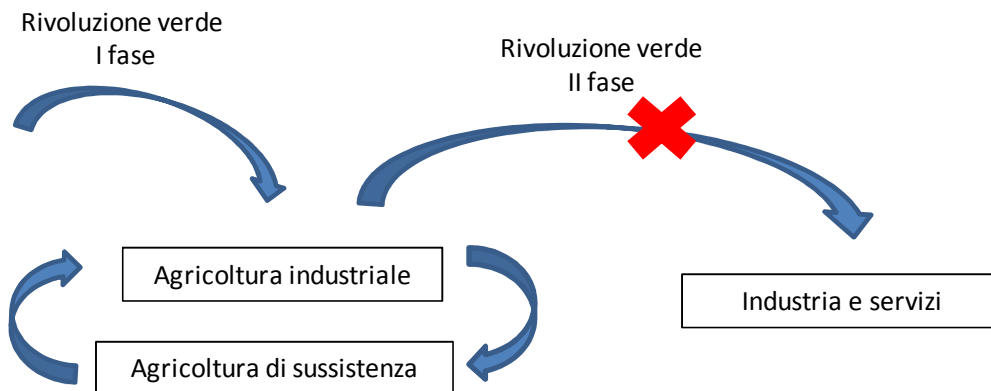 Rivoluzione verde
I fase
Rivoluzione verde
II fase
Agricoltura industriale
Industria e servizi
Agricoltura di sussistenza